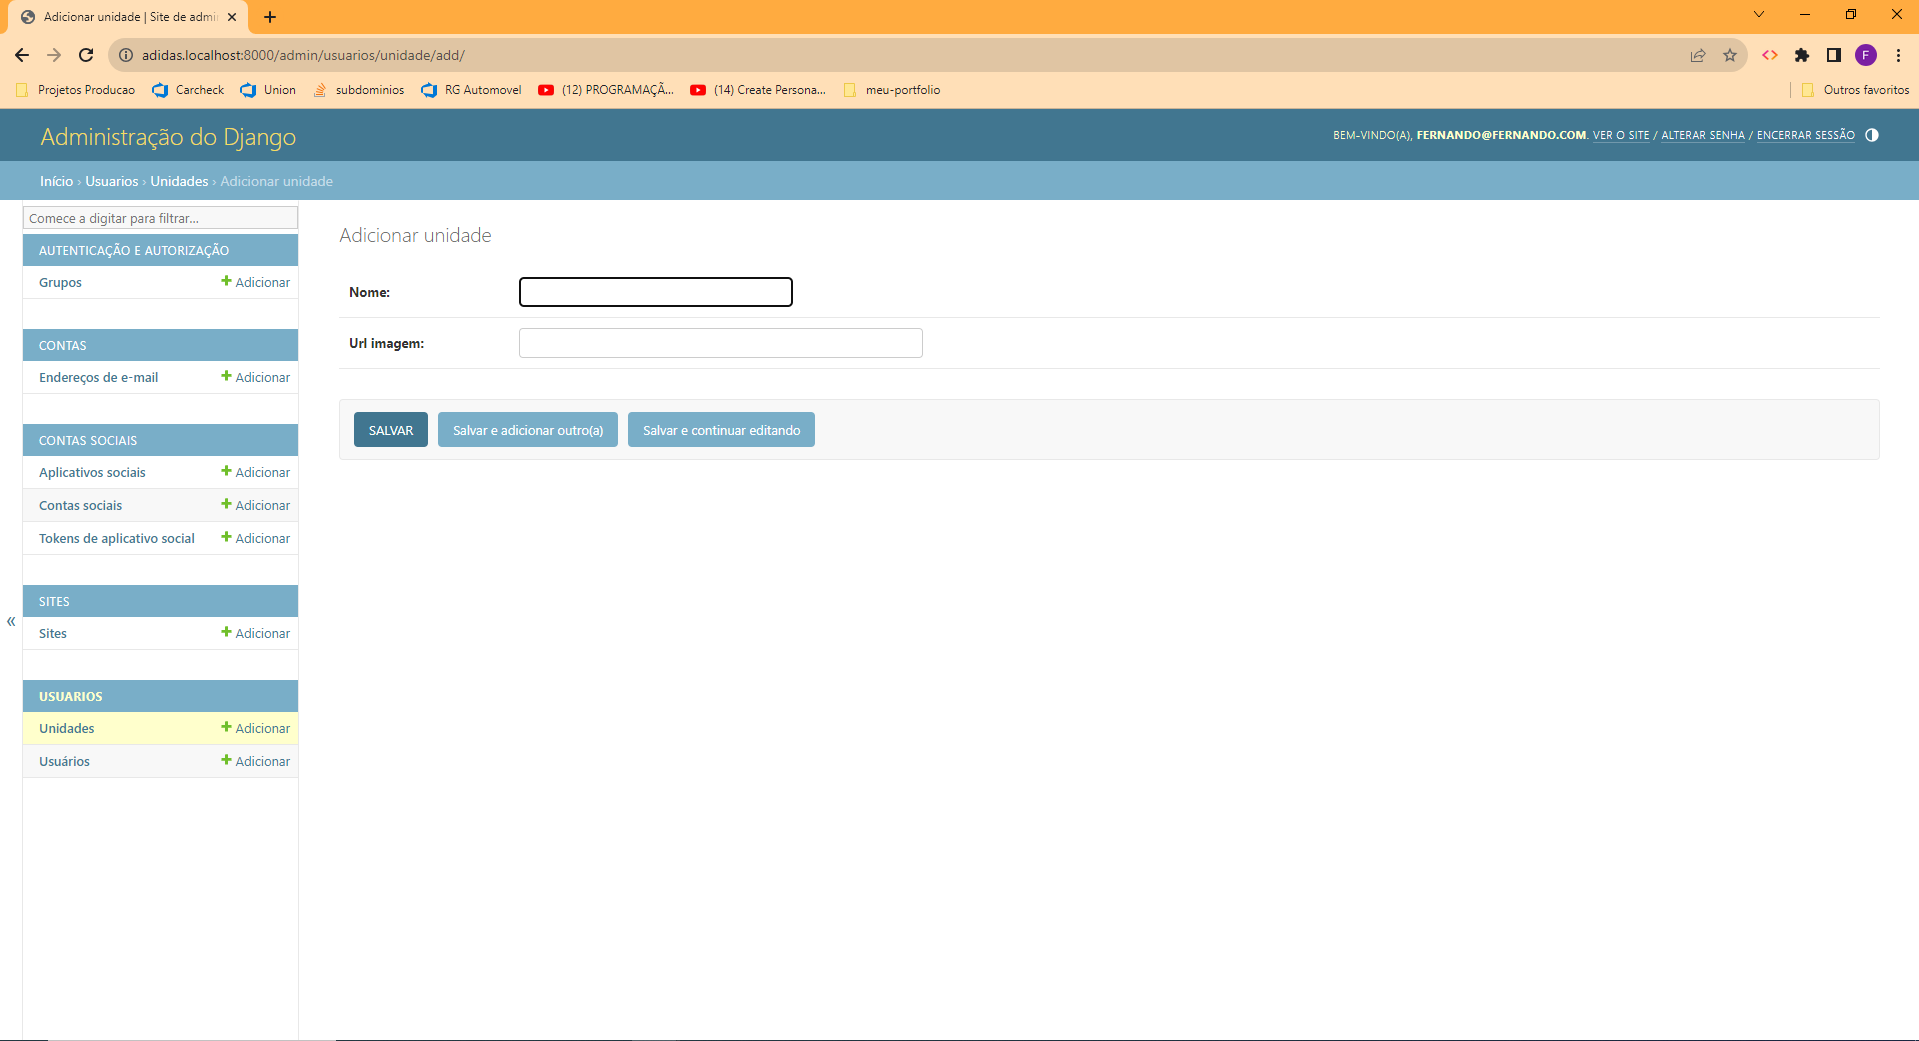 Adicionar unidade | Site de admi
adidas.localhost:8000/admin/usuarios/unidade/add/
F
Projetos Producao Carcheck Union subdominios RG Automovel (12) PROGRAMAÇÃ... (14) Create Persona... meu-portfolio Outros favoritos
Administração do Django
BEM-VINDO(A), FERNANDO@FERNANDO.COM. VER O SITE / ALTERAR SENHA / ENCERRAR SESSÃO
Início › Usuarios › Unidades › Adicionar unidade
Comece a digitar para filtrar...
AUTENTICAÇÃO E AUTORIZAÇÃO
Grupos + Adicionar
CONTAS
Endereços de e-mail + Adicionar
CONTAS SOCIAIS
Aplicativos sociais + Adicionar
Contas sociais + Adicionar
Tokens de aplicativo social + Adicionar
SITES
«
Sites + Adicionar
USUARIOS
Unidades + Adicionar
Usuários + Adicionar
Adicionar unidade
Nome:
Url imagem:
SALVAR Salvar e adicionar outro(a) Salvar e continuar editando